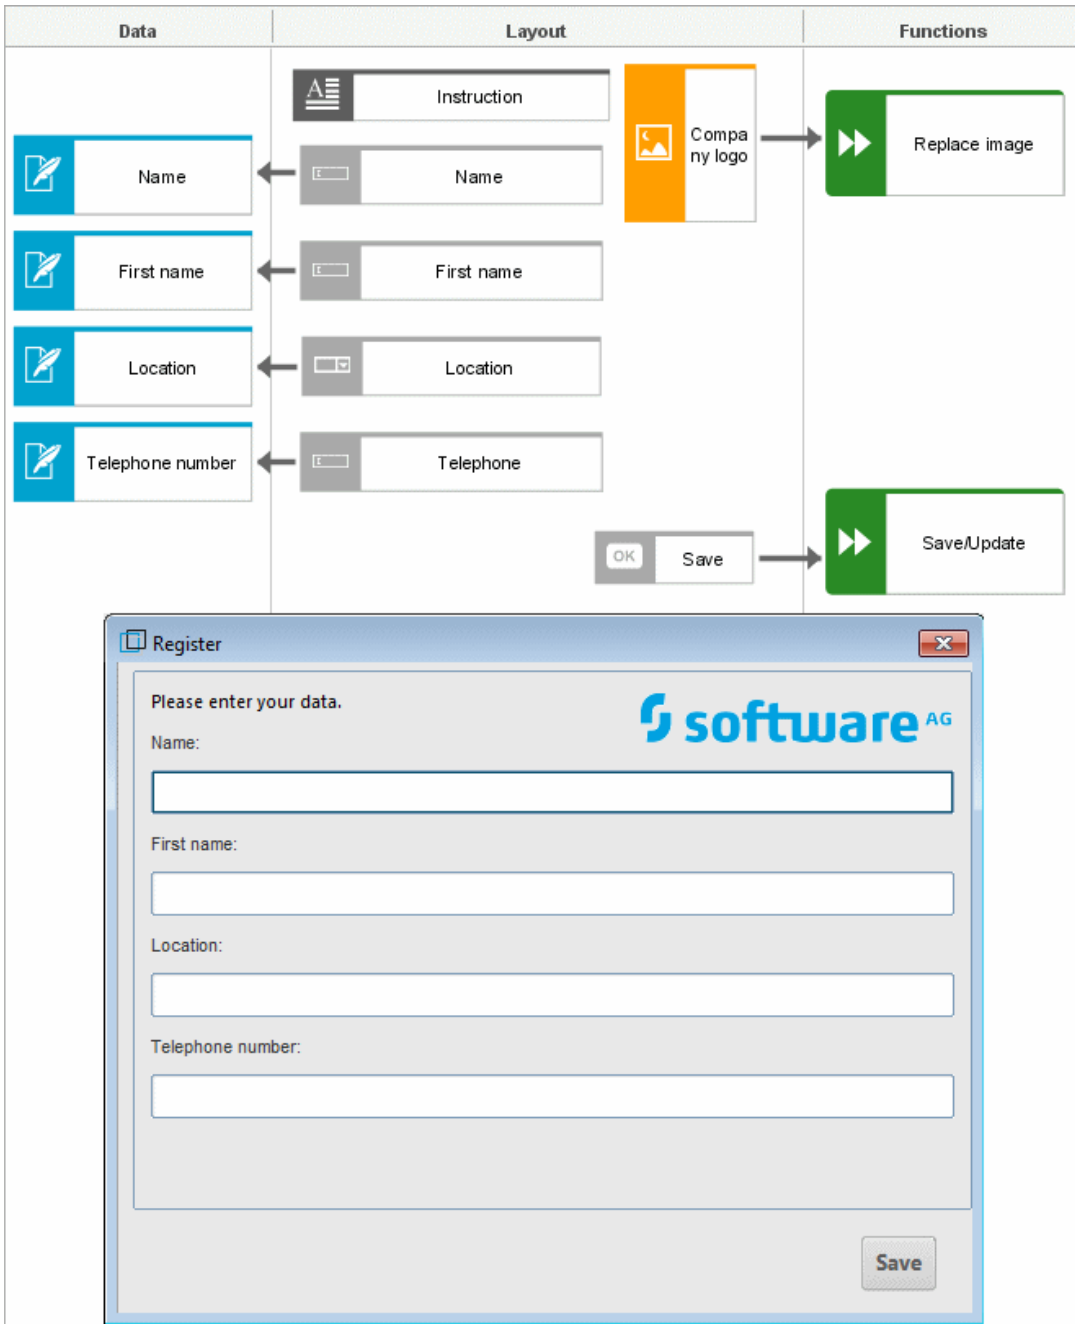 Data
Layout
Functions
A
Instruction
Compa
ny logo
Replace image
Name
Name
First name
First name
Location
Location
Telephone number
Telephone
OK
Save
Save/Update
Register
Please enter your data.
software AG
Name:
First name:
Location:
Telephone number:
Save